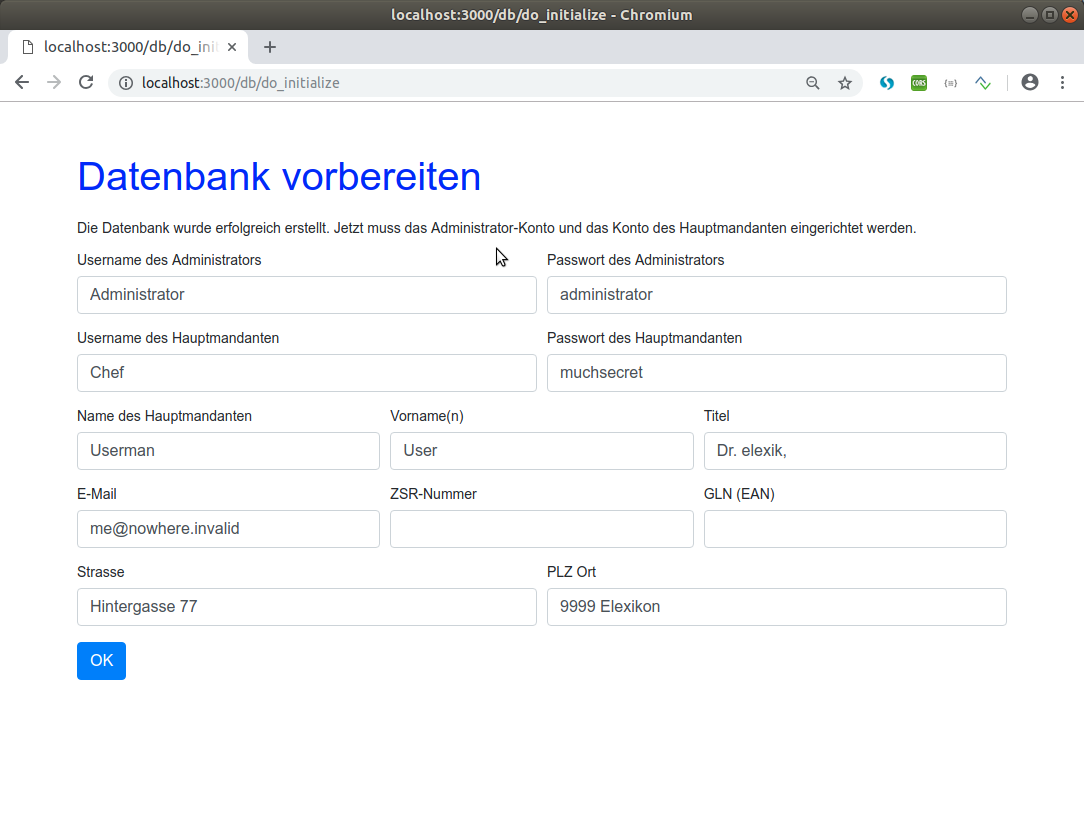 localhost:3000/db/do_initialize - Chromium
localhost:3000/db/do_ini
localhost:3000/db/do_initialize
CORS
Datenbank vorbereiten
Die Datenbank wurde erfolgreich erstellt. Jetzt muss das Administrator-Konto und das Konto des Hauptmandanten eingerichtet werden.
Username des Administrators Passwort des Administrators
Administrator administrator
Username des Hauptmandanten Passwort des Hauptmandanten
Chef muchsecret
Name des Hauptmandanten Vorname(n) Titel
Userman User Dr. elexik,
E-Mail ZSR-Nummer GLN (EAN)
me@nowhere.invalid
Strasse PLZ Ort
Hintergasse 77 9999 Elexikon
OK